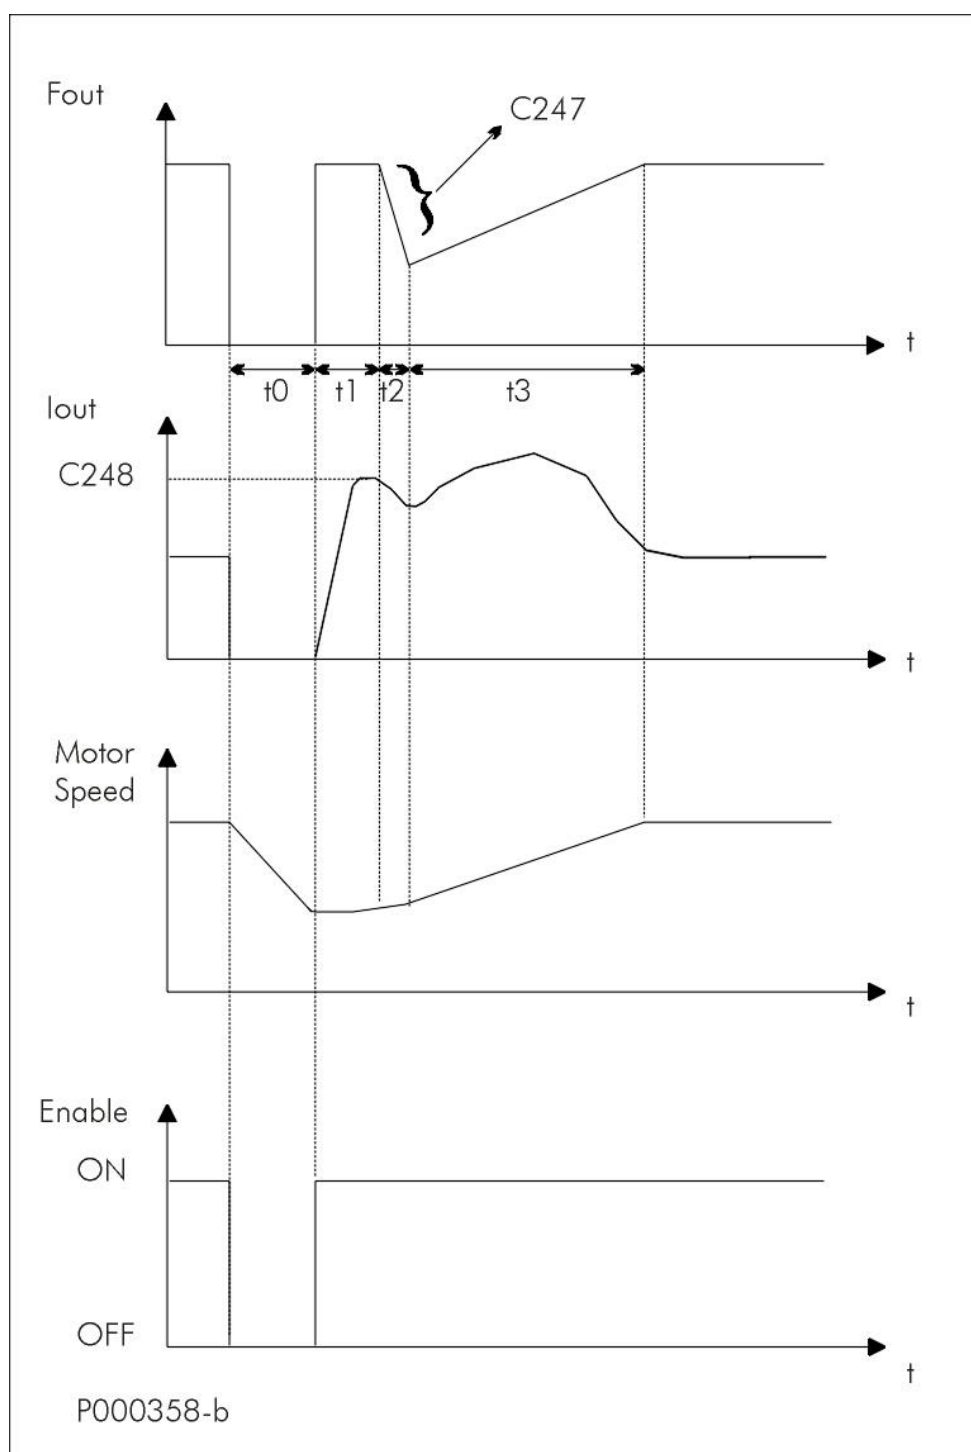 Fout
C247
t
t0
t1
t2
t3
Iout
C248
t
Motor
Speed
t
Enable
ON
OFF
t
P000358-b